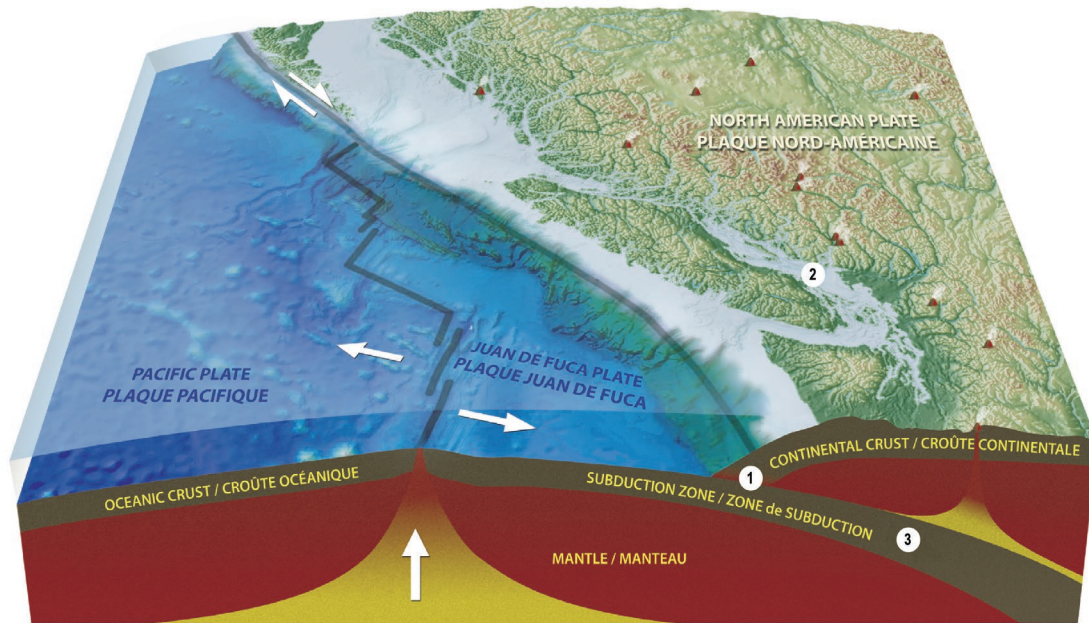 NORTH AMERICAN PLATE
PLAQUE NORD-AMÉRICAINE
2
PACIFIC PLATE
PLAQUE PACIFIQUE
JUAN DE FUCA PLATE
PLAQUE JUAN DE FUCA
OCEANIC CRUST / CROÛTE OCÉANIQUE
1
CONTINENTAL CRUST / CROÛTE CONTINENTALE
SUBDUCTION ZONE / ZONE de SUBDUCTION
3
MANTLE / MANTEAU